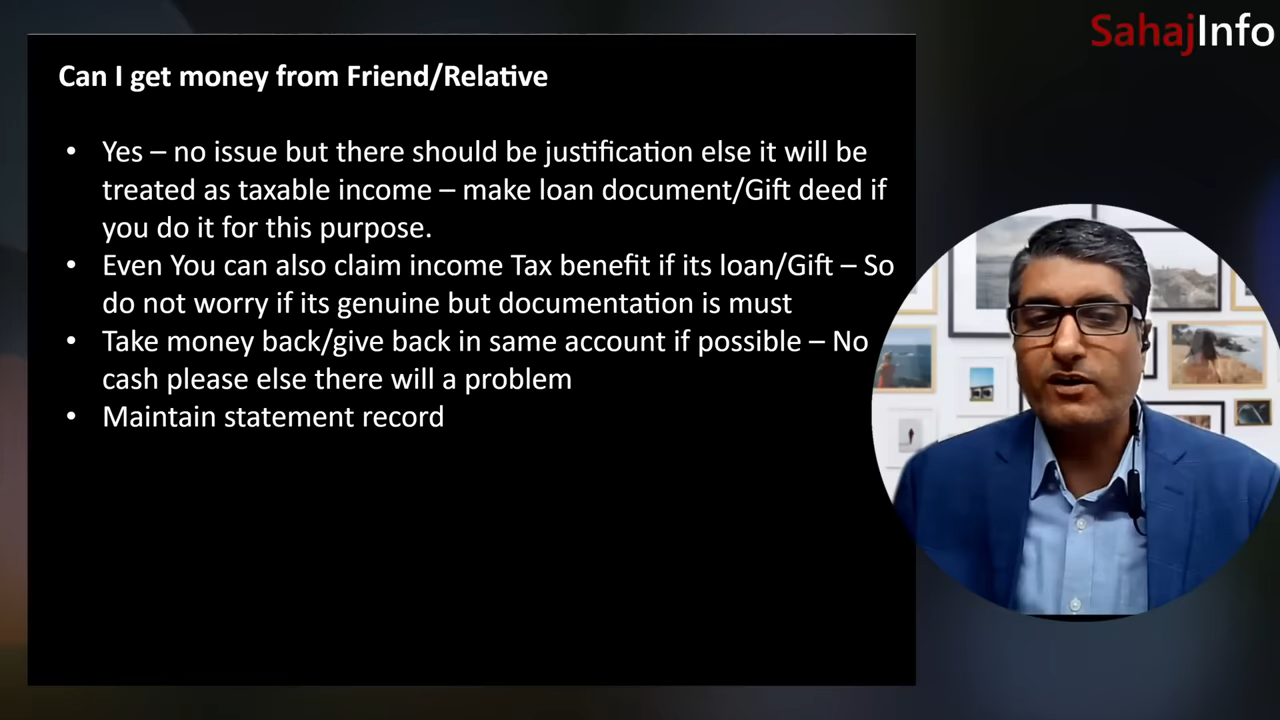 SahajInfo
Can I get money from Friend/Relative
• Yes – no issue but there should be justification else it will be
treated as taxable income – make loan document/Gift deed if
you do it for this purpose.
• Even You can also claim income Tax benefit if its loan/Gift – So
do not worry if its genuine but documentation is must
• Take money back/give back in same account if possible – No
cash please else there will a problem
• Maintain statement record